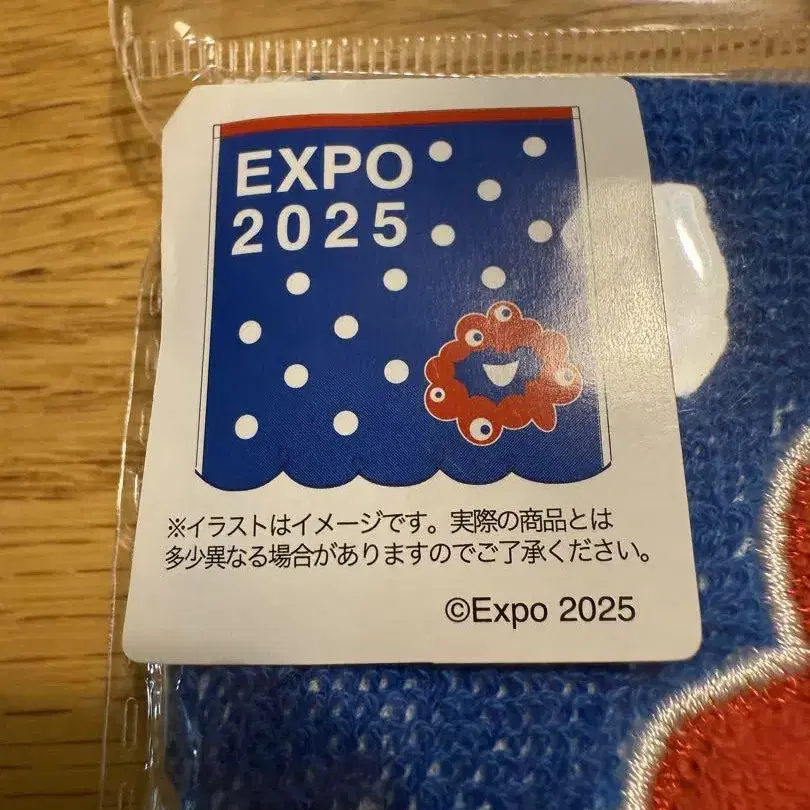 EXPO
2025
※イラストはイメージです。実際の商品とは
多少異なる場合がありますのでご了承ください。
©Expo 2025